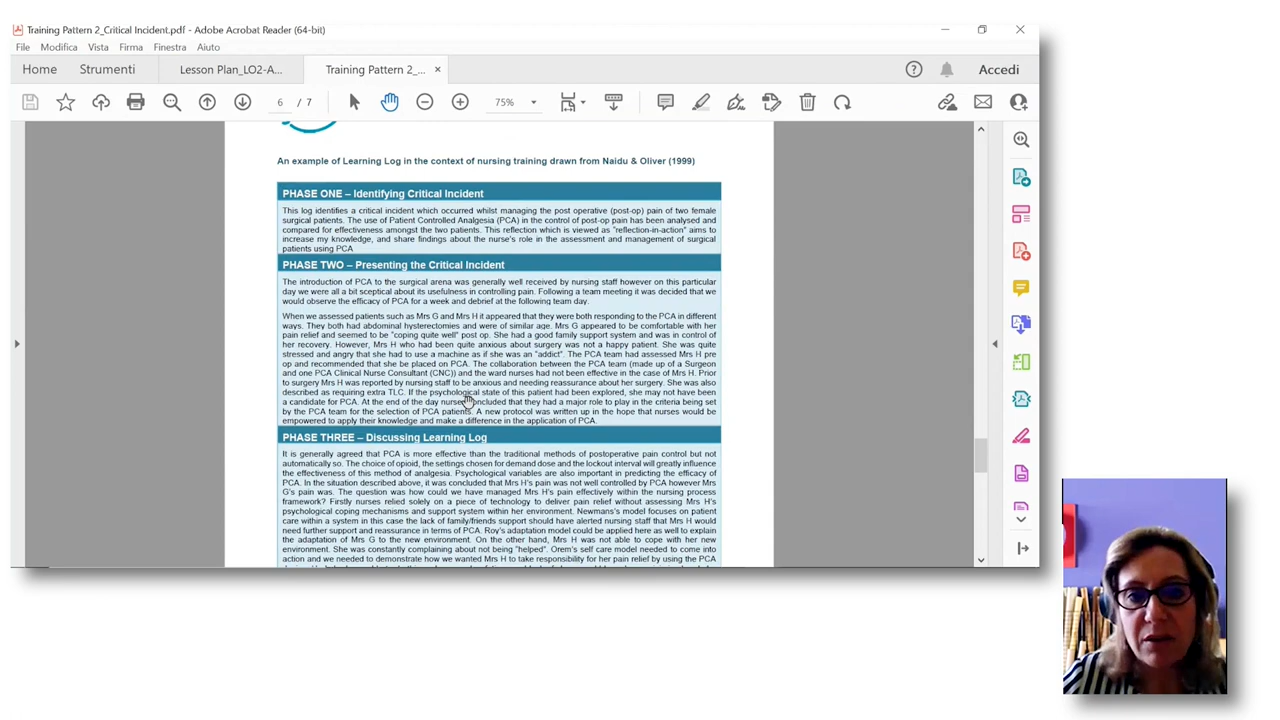 Training Pattern 2_Critical Incident.pdf - Adobe Acrobat Reader (64-bit)
File Modifica Vista Firma Finestra Aiuto
Home Strumenti Lesson Plan_LO2-A... Training Pattern 2_... ×
6 / 7 75%
Accedi
An example of Learning Log in the context of nursing training drawn from Naidu & Oliver (1999)
PHASE ONE – Identifying Critical Incident
This log identifies a critical incident which occurred whilst managing the post operative (post-op) pain of two female
surgical patients. The use of Patient Controlled Analgesia (PCA) in the control of post-op pain has been analysed and
compared for effectiveness amongst the two patients. This reflection which is viewed as "reflection-in-action" aims to
increase my knowledge, and share findings about the nurse's role in the assessment and management of surgical
patients using PCA
PHASE TWO – Presenting the Critical Incident
The introduction of PCA to the surgical arena was generally well received by nursing staff however on this particular
day we were all a bit sceptical about its usefulness in controlling pain. Following a team meeting it was decided that we
would observe the efficacy of PCA for a week and debrief at the following team day.
When we assessed patients such as Mrs G and Mrs H it appeared that they were both responding to the PCA in different
ways. They both had abdominal hysterectomies and were of similar age. Mrs G appeared to be comfortable with her
pain relief and seemed to be "coping quite well" post op. She had a good family support system and was in control of
her recovery. However, Mrs H who had been quite anxious about surgery was not a happy patient. She was quite
stressed and angry that she had to use a machine as if she was an "addict". The PCA team had assessed Mrs H pre
op and recommended that she be placed on PCA. The collaboration between the PCA team (made up of a Surgeon
and one PCA Clinical Nurse Consultant (CNC)) and the ward nurses had not been effective in the case of Mrs H. Prior
to surgery Mrs H was reported by nursing staff to be anxious and needing reassurance about her surgery. She was also
described as requiring extra TLC. If the psychological state of this patient had been explored, she may not have been
a candidate for PCA. At the end of the day nurses concluded that they had a major role to play in the criteria being set
by the PCA team for the selection of PCA patients. A new protocol was written up in the hope that nurses would be
empowered to apply their knowledge and make a difference in the application of PCA.
PHASE THREE – Discussing Learning Log
It is generally agreed that PCA is more effective than the traditional methods of postoperative pain control but not
automatically so. The choice of opioid, the settings chosen for demand dose and the lockout interval will greatly influence
the effectiveness of this method of analgesia. Psychological variables are also important in predicting the efficacy of
PCA. In the situation described above, it was concluded that Mrs H's pain was not well controlled by PCA however Mrs
G's pain was. The question was how could we have managed Mrs H's pain effectively within the nursing process
framework? Firstly nurses relied solely on a piece of technology to deliver pain relief without assessing Mrs H's
psychological coping mechanisms and support system within her environment. Newmans's model focuses on patient
care within a system in this case the lack of family/friends support should have alerted nursing staff that Mrs H would
need further support and reassurance in terms of PCA. Roy's adaptation model could be applied here as well to explain
the adaptation of Mrs G to the new environment. On the other hand, Mrs H was not able to cope with her new
environment. She was constantly complaining about not being "helped". Orem's self care model needed to come into
action and we needed to demonstrate how we wanted Mrs H to take responsibility for her pain relief by using the PCA